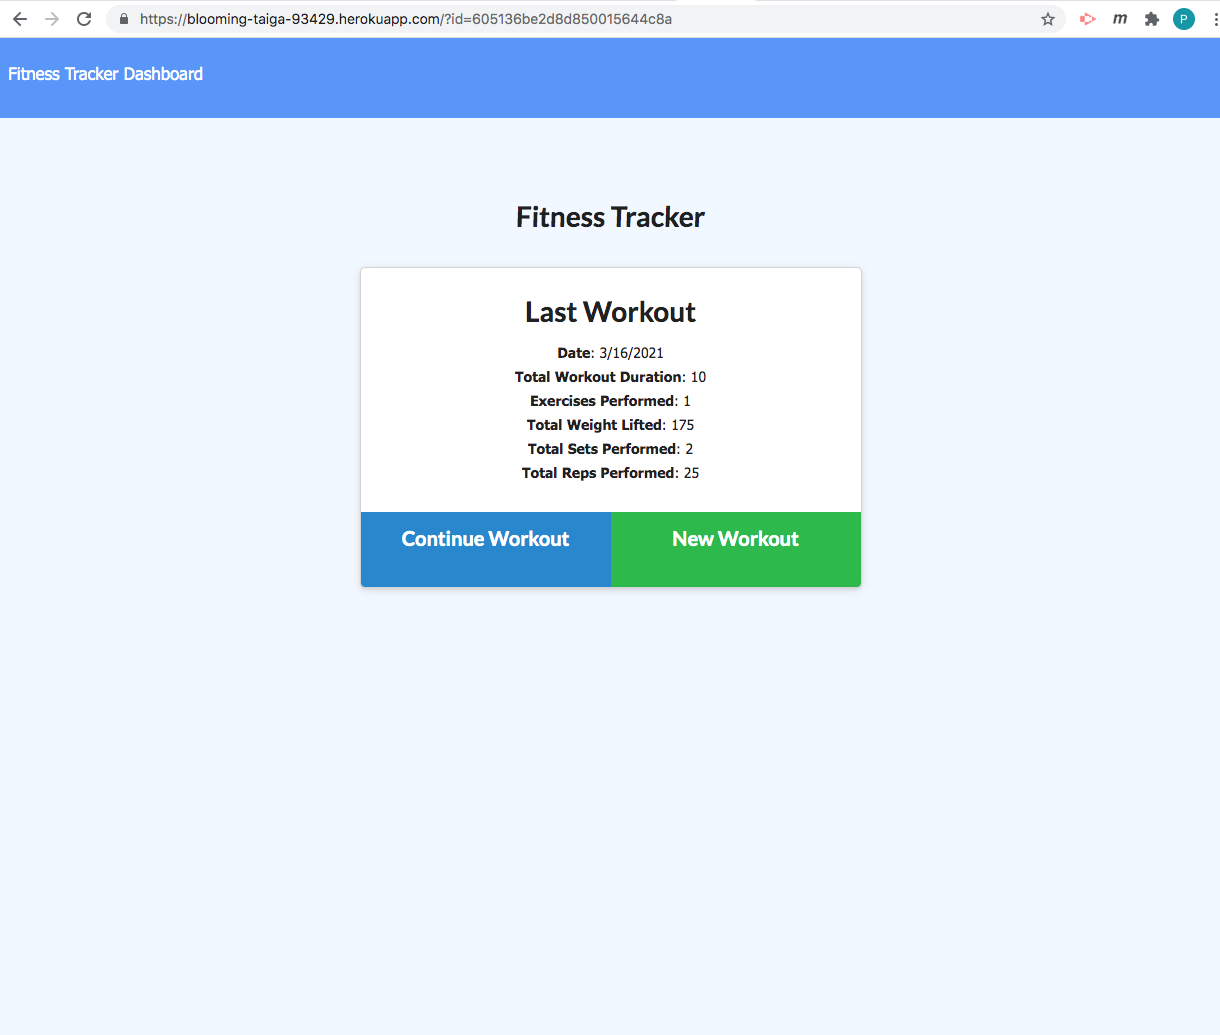 https://blooming-taiga-93429.herokuapp.com/?id=605136be2d8d850015644c8a
m
P
Fitness Tracker Dashboard
Fitness Tracker
Last Workout
Date: 3/16/2021
Total Workout Duration: 10
Exercises Performed: 1
Total Weight Lifted: 175
Total Sets Performed: 2
Total Reps Performed: 25
Continue Workout New Workout